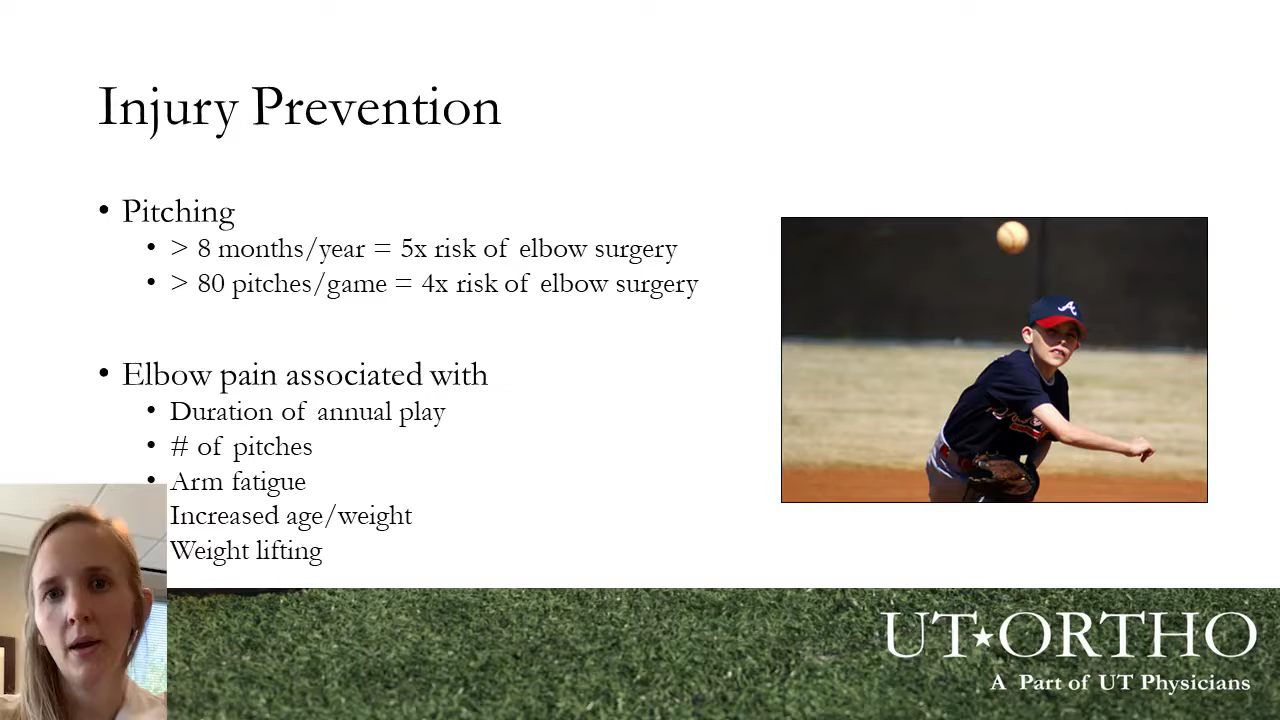 Injury Prevention
• Pitching
• > 8 months/year = 5x risk of elbow surgery
• > 80 pitches/game = 4x risk of elbow surgery
• Elbow pain associated with
• Duration of annual play
• # of pitches
• Arm fatigue
Increased age/weight
Weight lifting
A
UT★ORTHO
A Part of UT Physicians